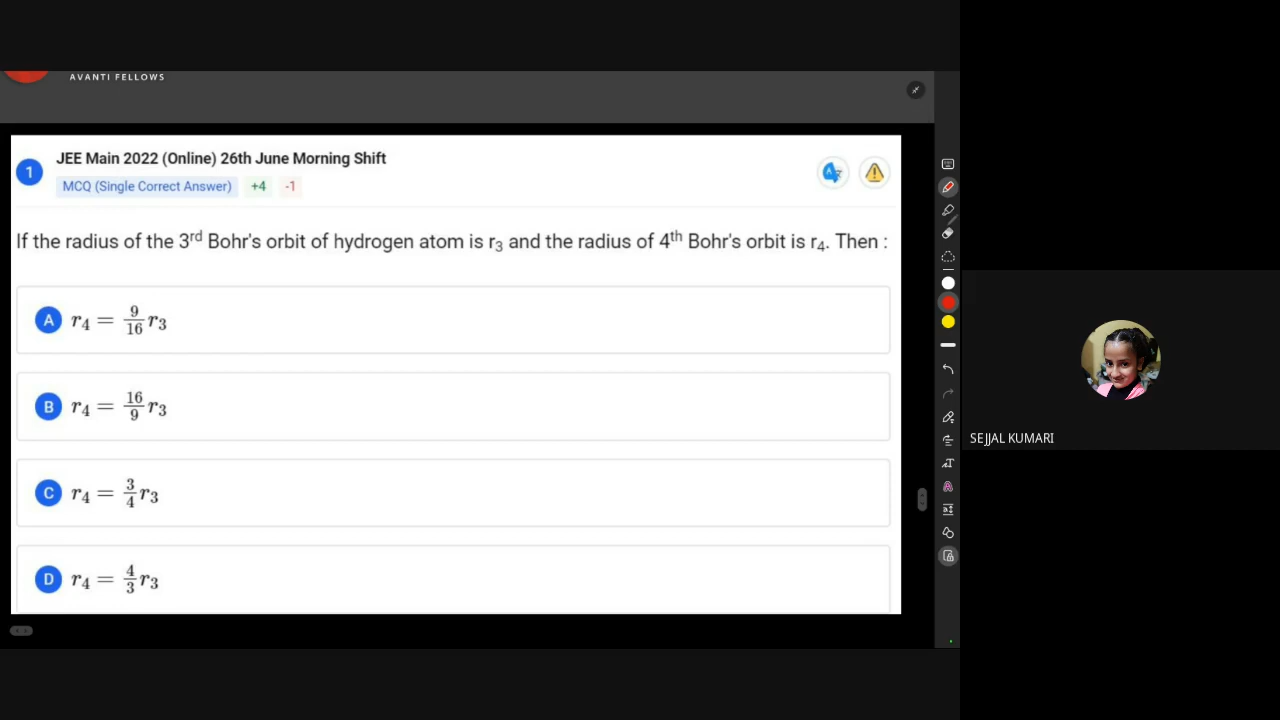 AVANTI FELLOWS
1
JEE Main 2022 (Online) 26th June Morning Shift
MCQ (Single Correct Answer) +4 -1
If the radius of the 3rd Bohr's orbit of hydrogen atom is r3 and the radius of 4th Bohr's orbit is r4. Then :
A r4 = 9/16 r3
B r4 = 16/9 r3
C r4 = 3/4 r3
D r4 = 4/3 r3
SEJJAL KUMARI